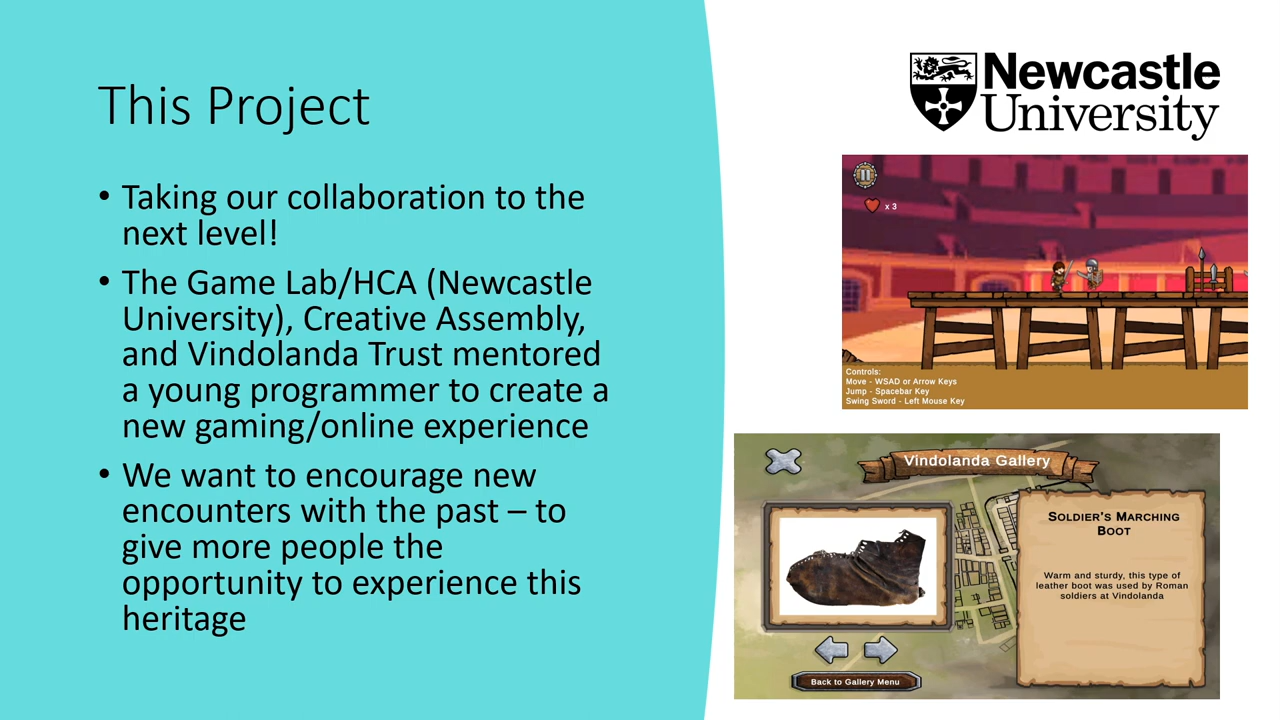 This Project
• Taking our collaboration to the
next level!
• The Game Lab/HCA (Newcastle
University), Creative Assembly,
and Vindolanda Trust mentored
a young programmer to create a
new gaming/online experience
• We want to encourage new
encounters with the past – to
give more people the
opportunity to experience this
heritage
Newcastle
University
x 3
Controls:
Move - WSAD or Arrow Keys
Jump - Spacebar Key
Swing Sword - Left Mouse Key
Vindolanda Gallery
Soldier's Marching
Boot
Warm and sturdy, this type of
leather boot was used by Roman
soldiers at Vindolanda
Back to Gallery Menu